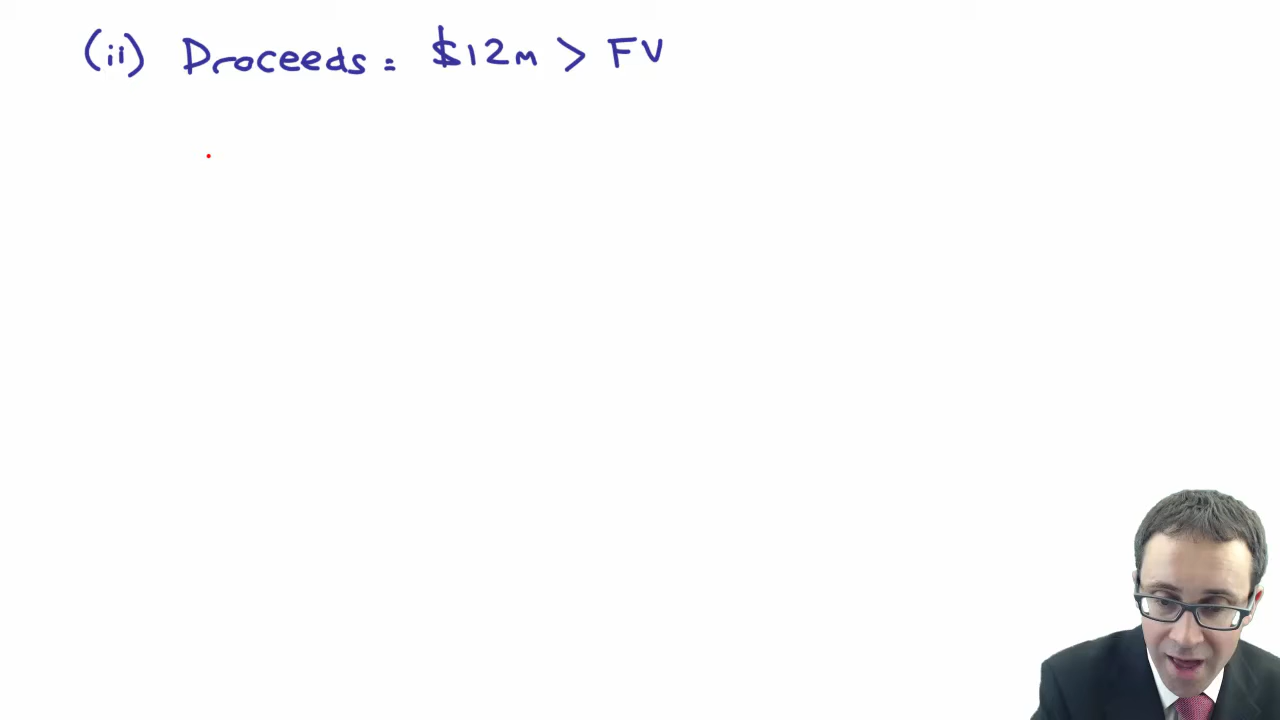 (ii) Proceeds = $12m > FV